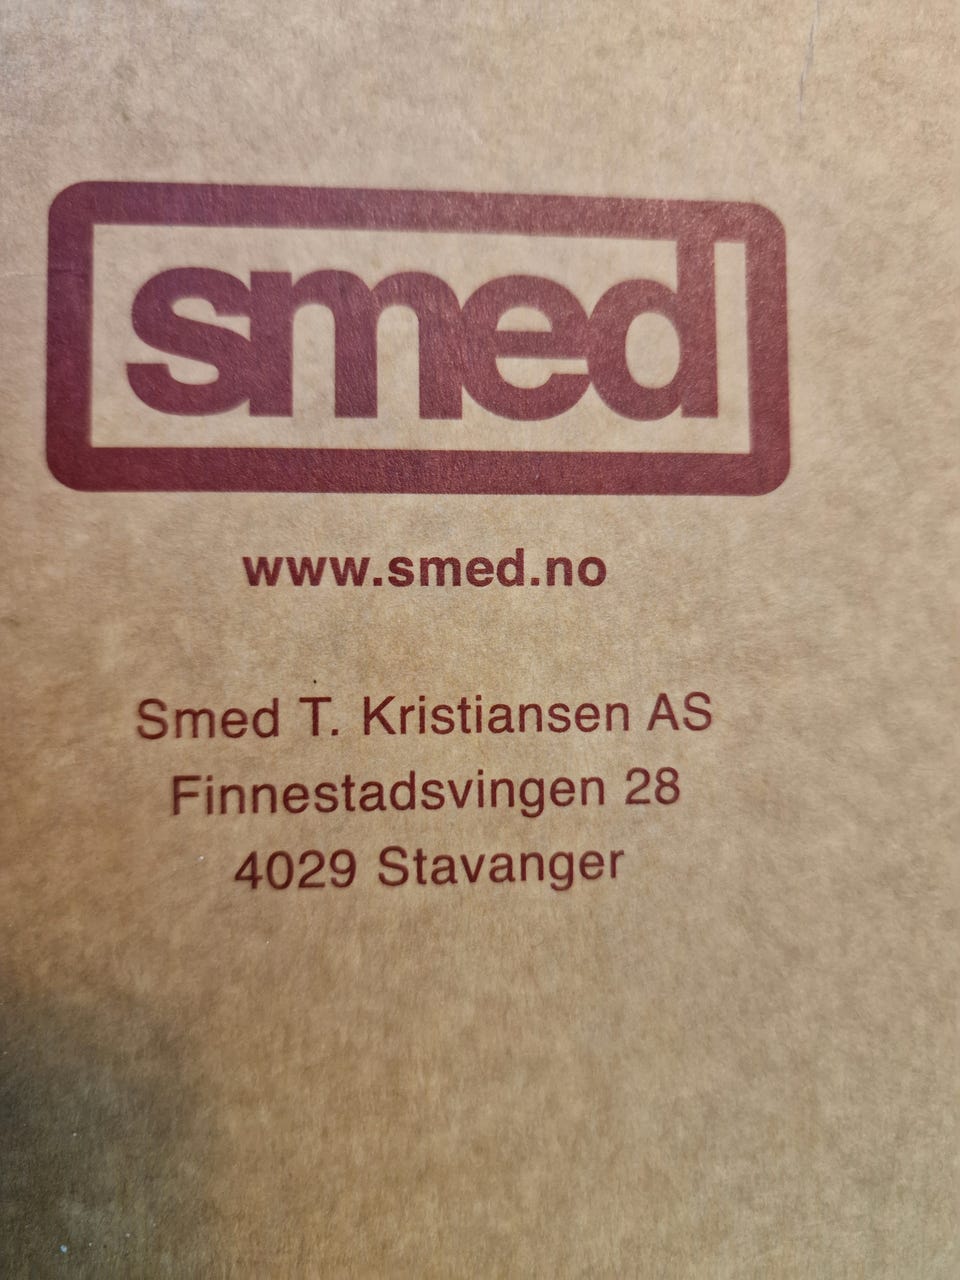 smed
www.smed.no
Smed T. Kristiansen AS
Finnestadsvingen 28
4029 Stavanger